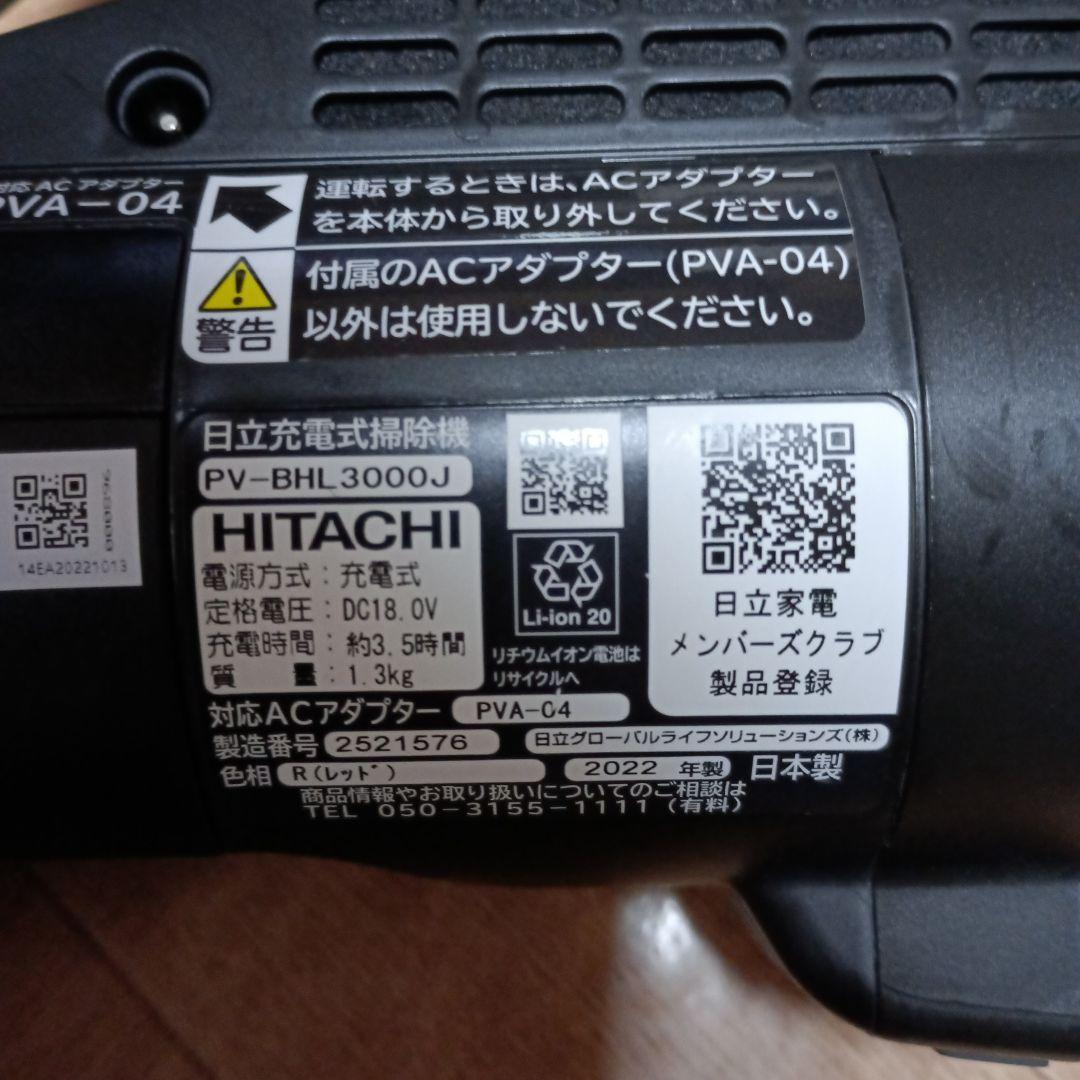 対応 AC アダプター
PVA-04
運転するときは、ACアダプター
を本体から取り外してください。
警告
付属のACアダプター(PVA-04)
以外は使用しないでください。
日立充電式掃除機
PV-BHL3000J
HITACHI
電源方式：充電式
定格電圧：DC18.0V
充電時間：約3.5時間
質　　量：1.3kg
Li-ion 20
リチウムイオン電池は
リサイクルへ
日立家電
メンバーズクラブ
製品登録
対応ACアダプター PVA-04
製造番号 2521576 日立グローバルライフソリューションズ(株)
色相 R(レッド) 2022 年製 日本製
商品情報やお取り扱いについてのご相談は
TEL 050-3155-1111(有料)
000896
14EA20221013